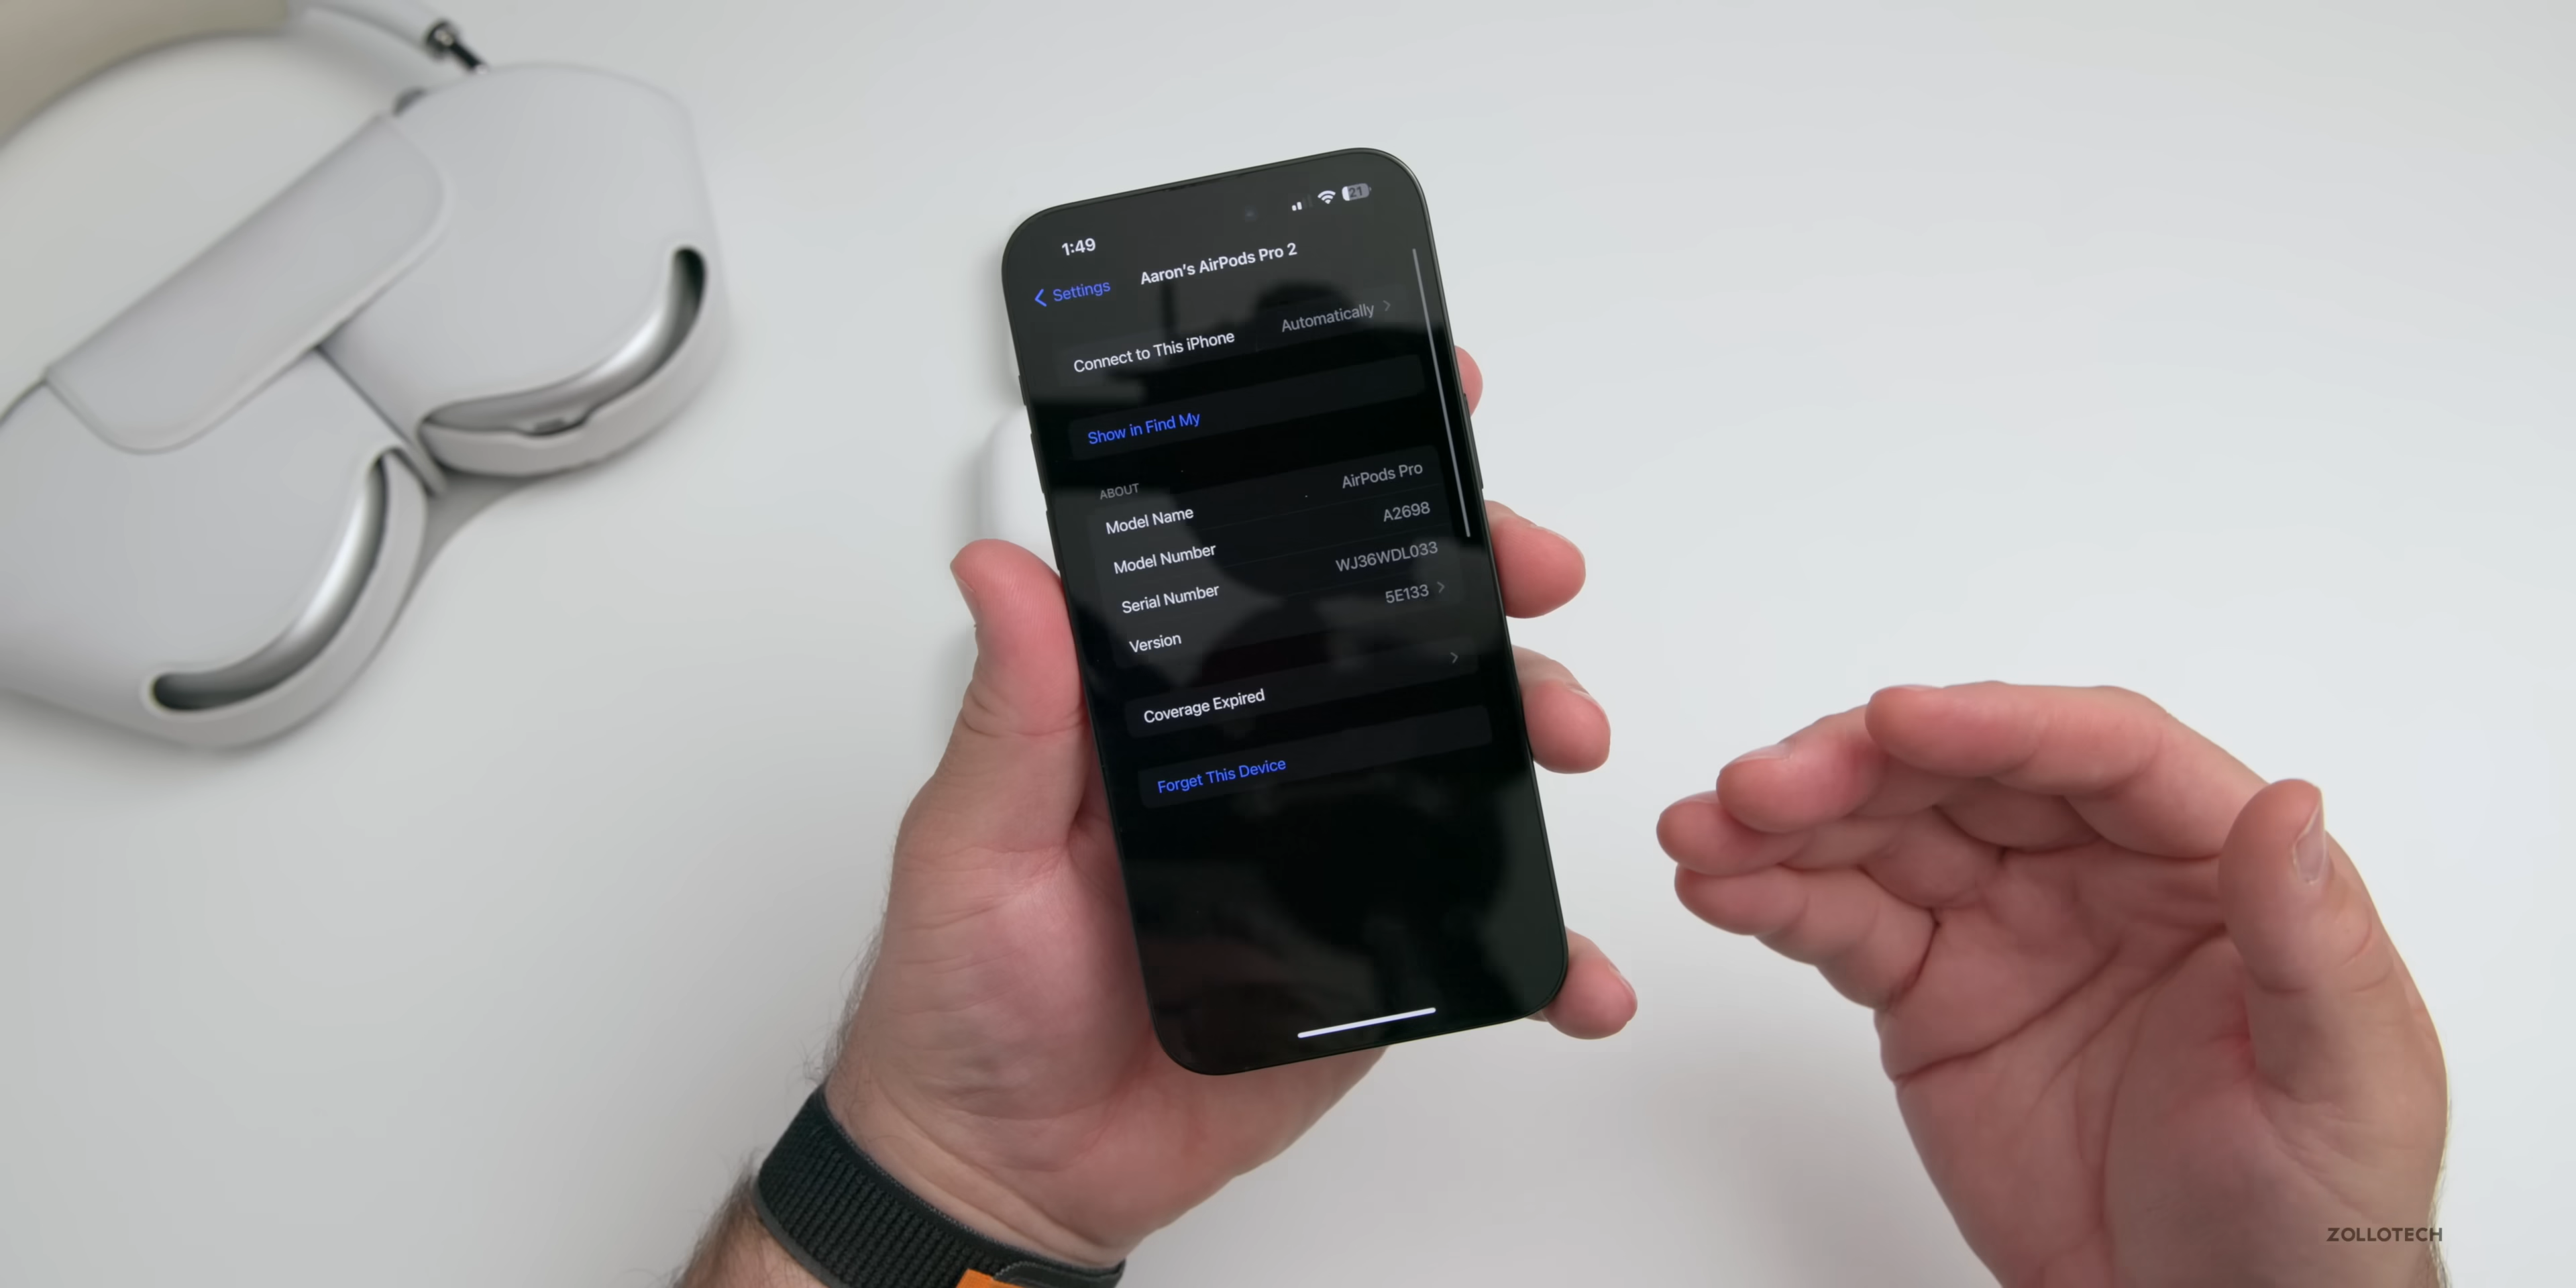 1:49
21
Settings
Aaron's AirPods Pro 2
Connect to This iPhone Automatically
Show in Find My
ABOUT
Model Name AirPods Pro
Model Number A2698
Serial Number WJ36WDL033
Version 5E133
Coverage Expired
Forget This Device
ZOLLOTECH